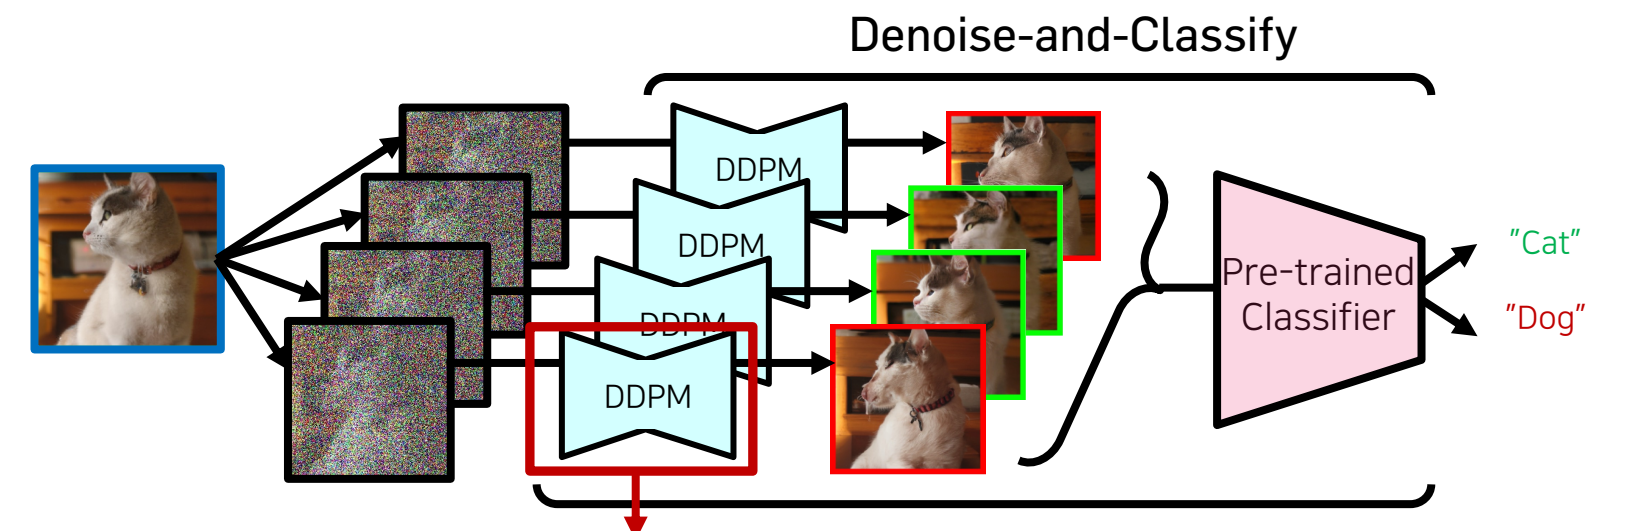 Denoise-and-Classify
DDPM
DDPM
DDPM
DDPM
Pre-trained
Classifier
"Cat"
"Dog"